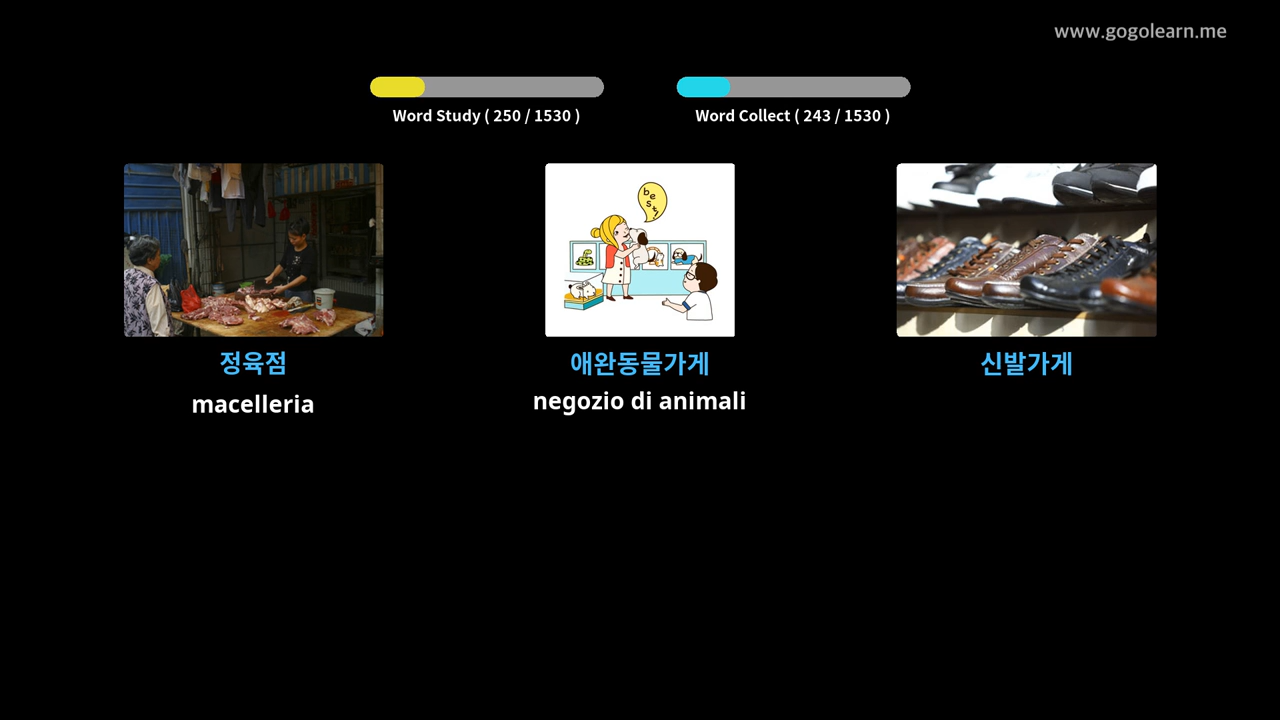 www.gogolearn.me
Word Study ( 250 / 1530 )
Word Collect ( 243 / 1530 )
best!
정육점
애완동물가게
신발가게
macelleria
negozio di animali